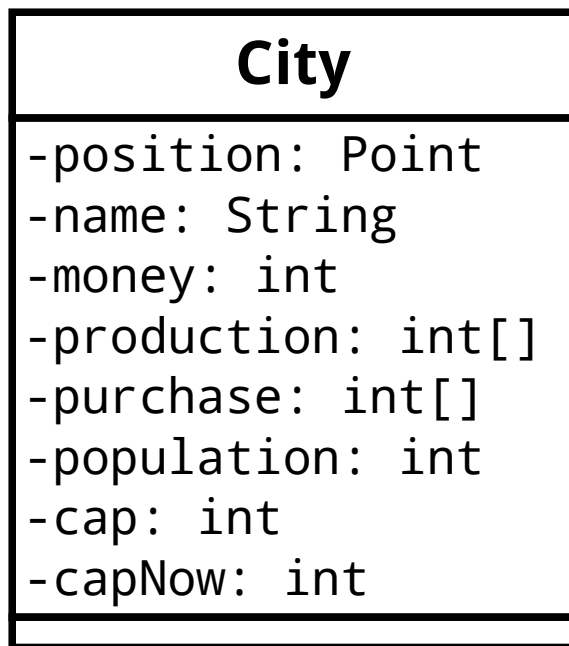 City
-position: Point
-name: String
-money: int
-production: int[]
-purchase: int[]
-population: int
-cap: int
-capNow: int